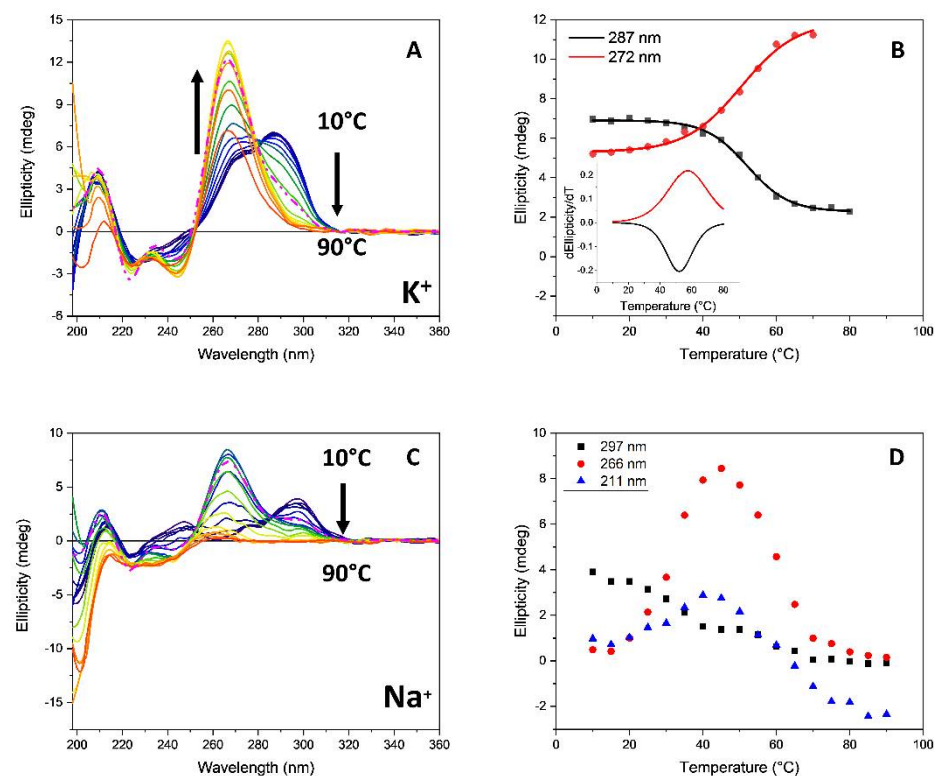 15
12
9
6
3
0
-3
-6
Ellipticity (mdeg)
A
10°C
90°C
K⁺
200 220 240 260 280 300 320 340 360
Wavelength (nm)
12
10
8
6
4
2
0
-2
Ellipticity (mdeg)
287 nm
272 nm
B
0.2
0.1
0.0
-0.1
-0.2
dEllipticity/dT
0 20 40 60 80
Temperature (°C)
0 20 40 60 80 100
Temperature (°C)
10
5
0
-5
-10
-15
Ellipticity (mdeg)
10°C
C
90°C
Na⁺
200 220 240 260 280 300 320 340 360
Wavelength (nm)
10
8
6
4
2
0
-2
Ellipticity (mdeg)
297 nm
266 nm
211 nm
D
0 20 40 60 80 100
Temperature (°C)